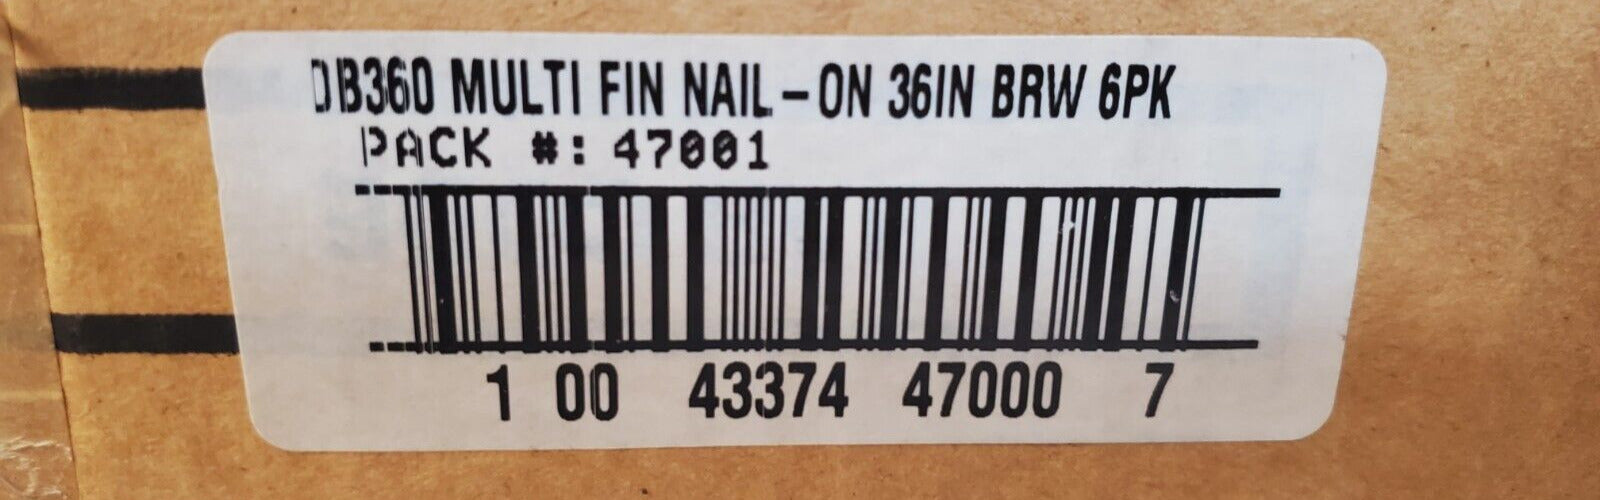 DB360 MULTI FIN NAIL-ON 36IN BRW 6PK
PACK #: 47001
1 00 43374 47000 7